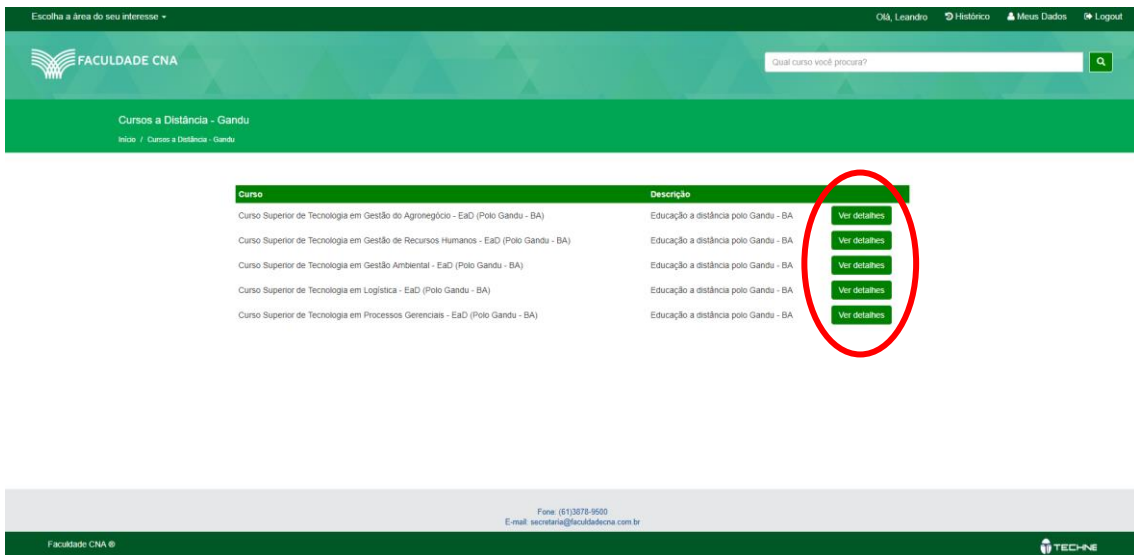 Escolha a área do seu interesse
Olá, Leandro Histórico Meus Dados Logout
FACULDADE CNA
Qual curso você procura?
Cursos a Distância - Gandu
Início / Cursos a Distância - Gandu
Curso Descrição
Curso Superior de Tecnologia em Gestão do Agronegócio - EaD (Polo Gandu - BA) Educação a distância polo Gandu - BA Ver detalhes
Curso Superior de Tecnologia em Gestão de Recursos Humanos - EaD (Polo Gandu - BA) Educação a distância polo Gandu - BA Ver detalhes
Curso Superior de Tecnologia em Gestão Ambiental - EaD (Polo Gandu - BA) Educação a distância polo Gandu - BA Ver detalhes
Curso Superior de Tecnologia em Logística - EaD (Polo Gandu - BA) Educação a distância polo Gandu - BA Ver detalhes
Curso Superior de Tecnologia em Processos Gerenciais - EaD (Polo Gandu - BA) Educação a distância polo Gandu - BA Ver detalhes
Fone: (61)3878-9500
E-mail: secretaria@faculdadecna.com.br
Faculdade CNA ® TECHNE